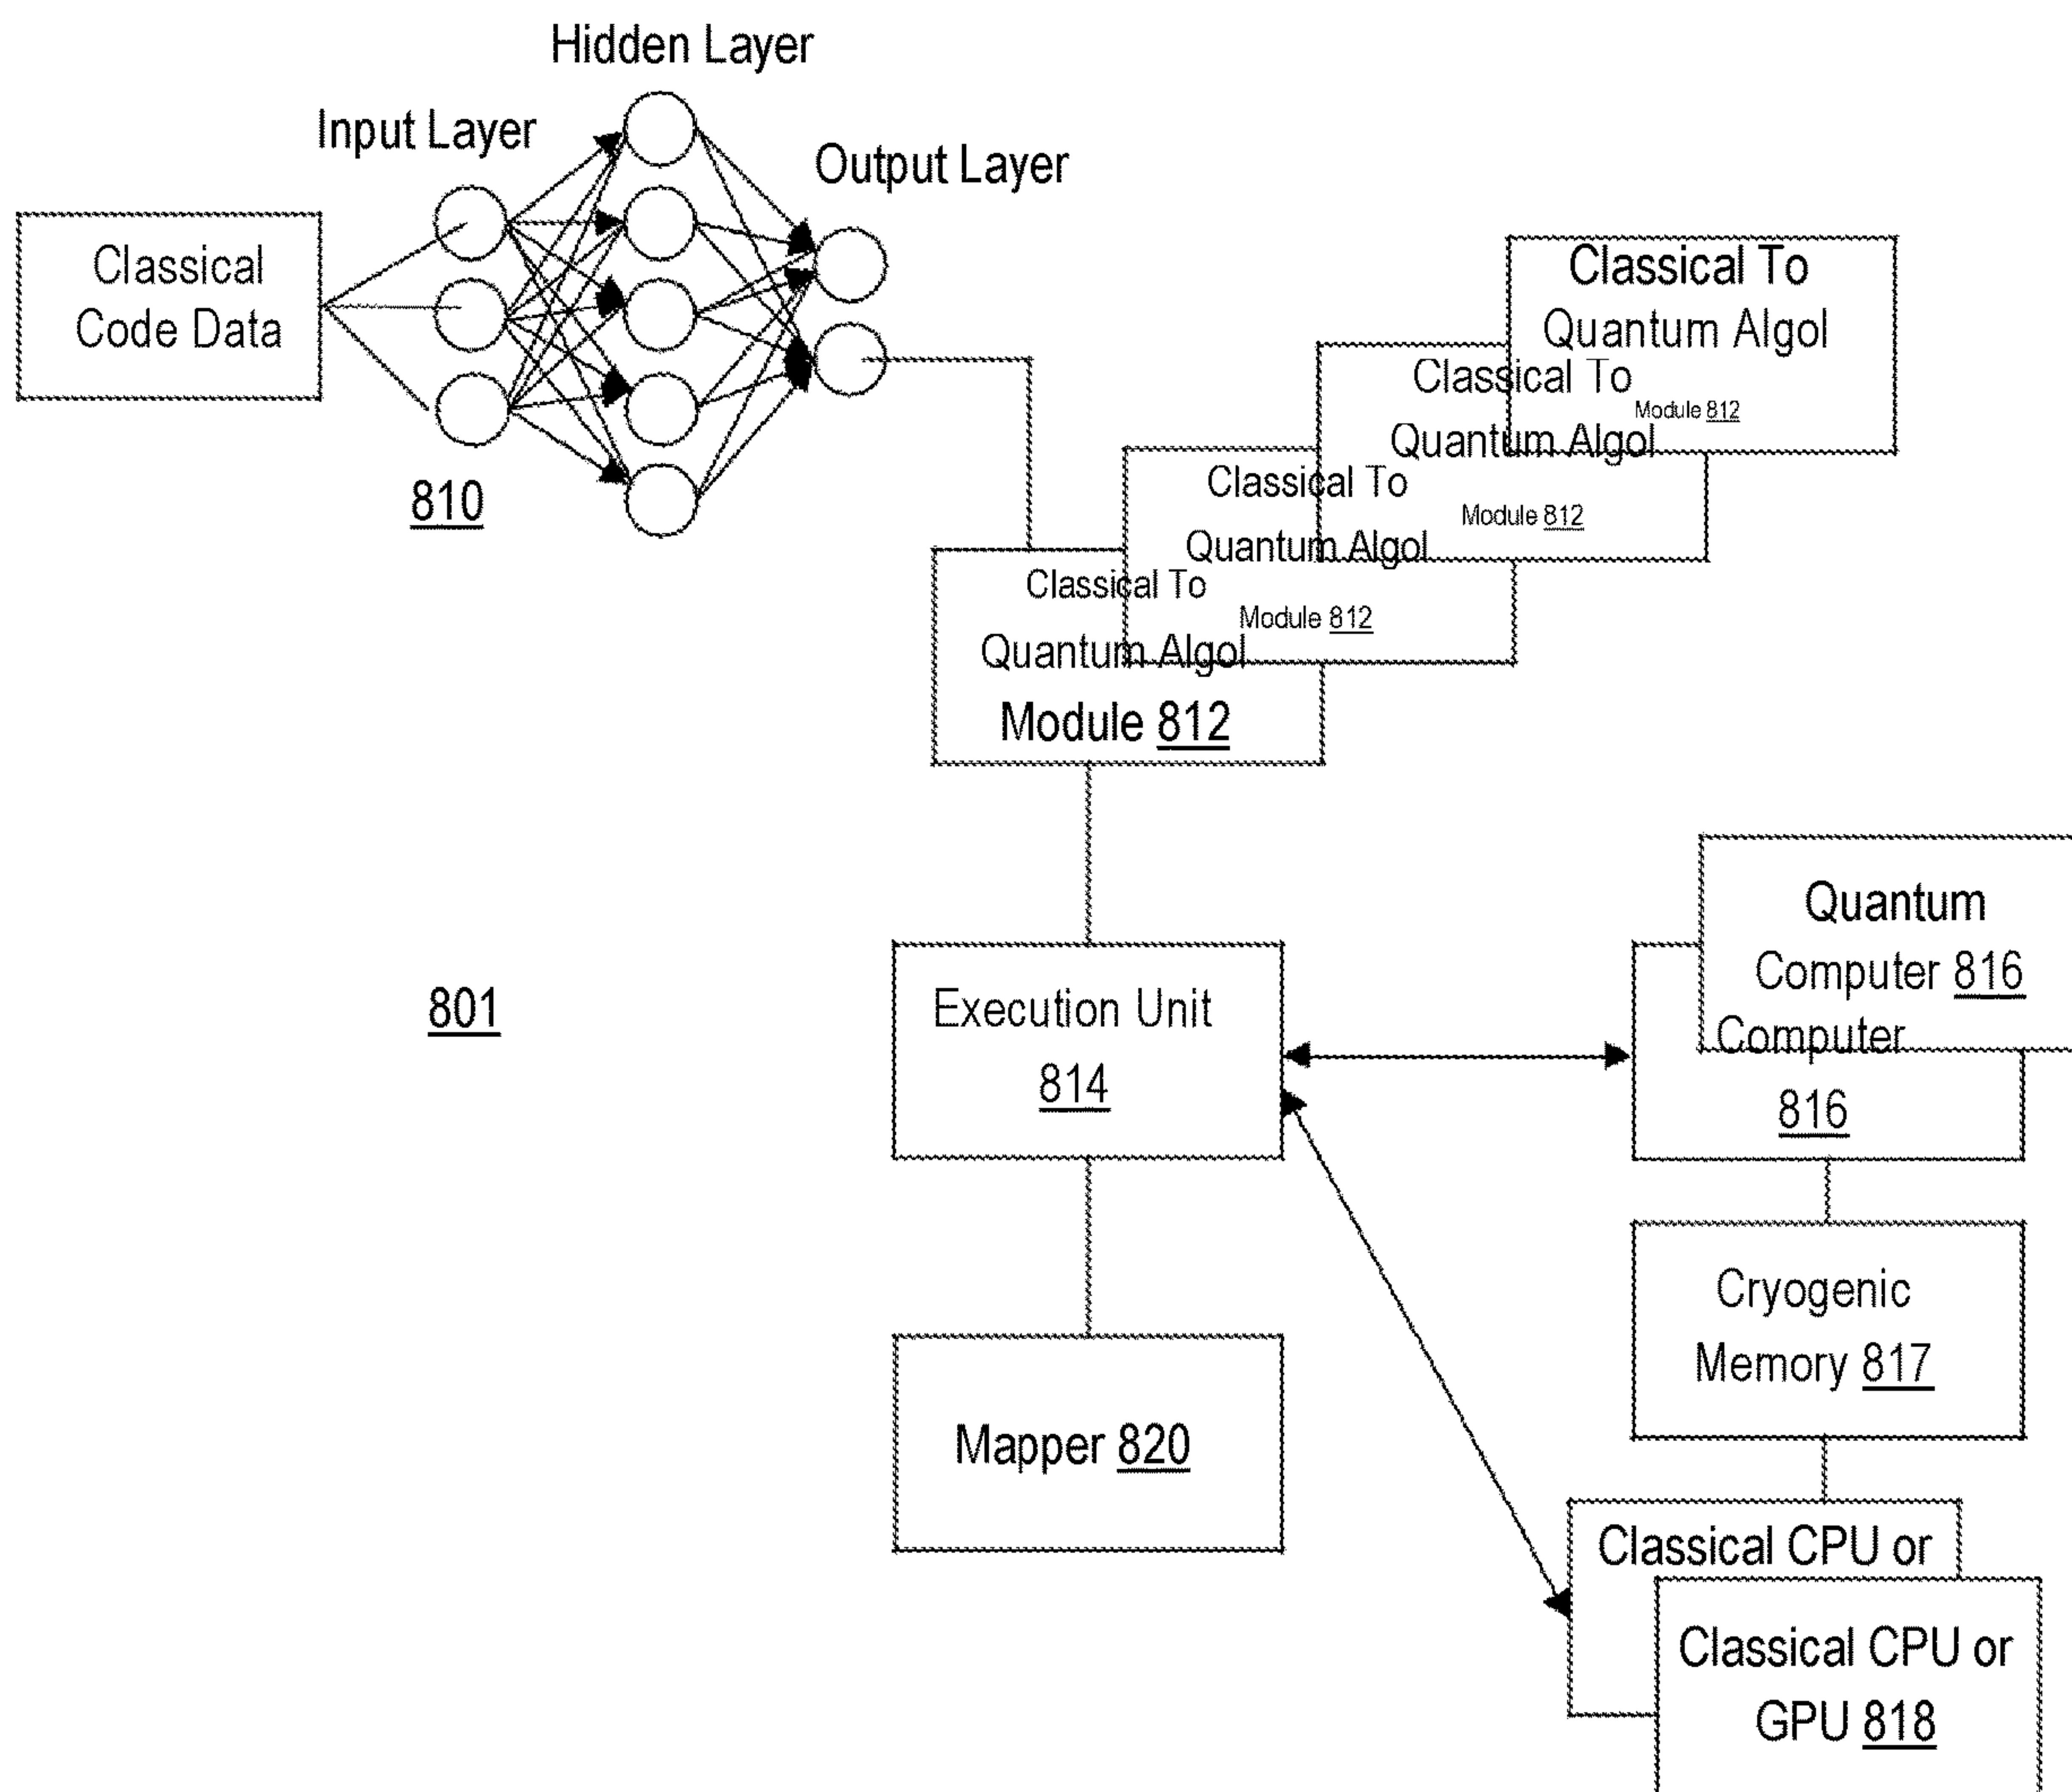 Hidden Layer
Input Layer
Output Layer
Classical
Code Data
810
Classical To
Quantum Algol
Module 812
Classical To
Quantum Algol
Module 812
Classical To
Quantum Algol
Module 812
Classical To
Quantum Algol
Module 812
801
Execution Unit
814
Quantum
Computer 816
Computer
816
Cryogenic
Memory 817
Mapper 820
Classical CPU or
Classical CPU or
GPU 818